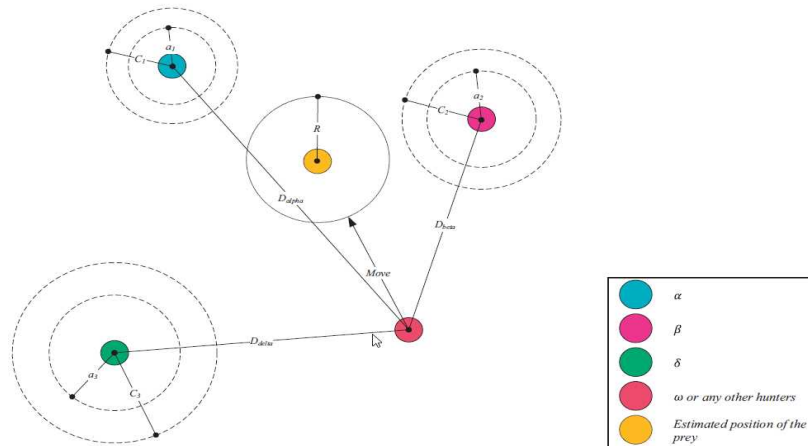 a1
C1
a2
C2
R
Dalpha
Dbeta
Move
Ddelta
a3
C3
α
β
δ
ω or any other hunters
Estimated position of the
prey